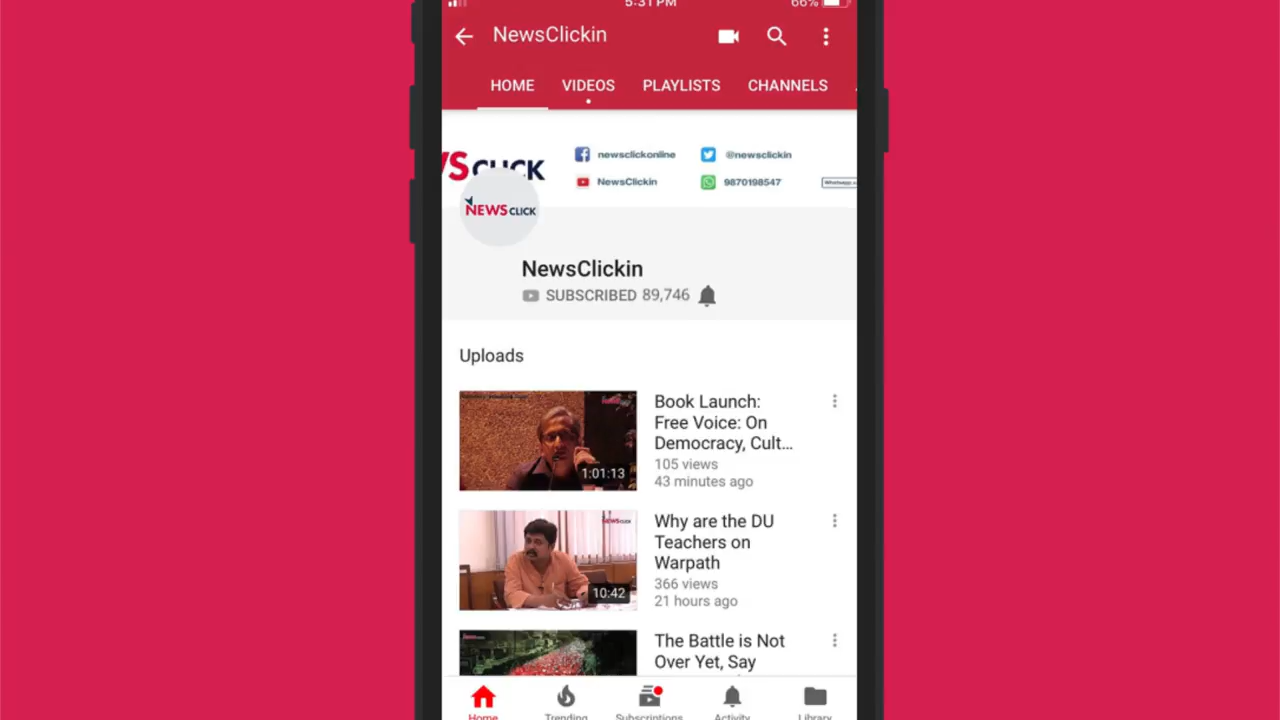 5:31 PM
66%
NewsClickin
HOME
VIDEOS
PLAYLISTS
CHANNELS
WS CLICK
newsclickonline
@newsclickin
NewsClickin
9870198547
Whatsapp
NEWS CLICK
NewsClickin
SUBSCRIBED 89,746
Uploads
Book Launch:
Free Voice: On
Democracy, Cult...
105 views
43 minutes ago
1:01:13
Why are the DU
Teachers on
Warpath
366 views
21 hours ago
NEWSCLICK
10:42
The Battle is Not
Over Yet, Say
Home
Trending
Subscriptions
Activity
Library